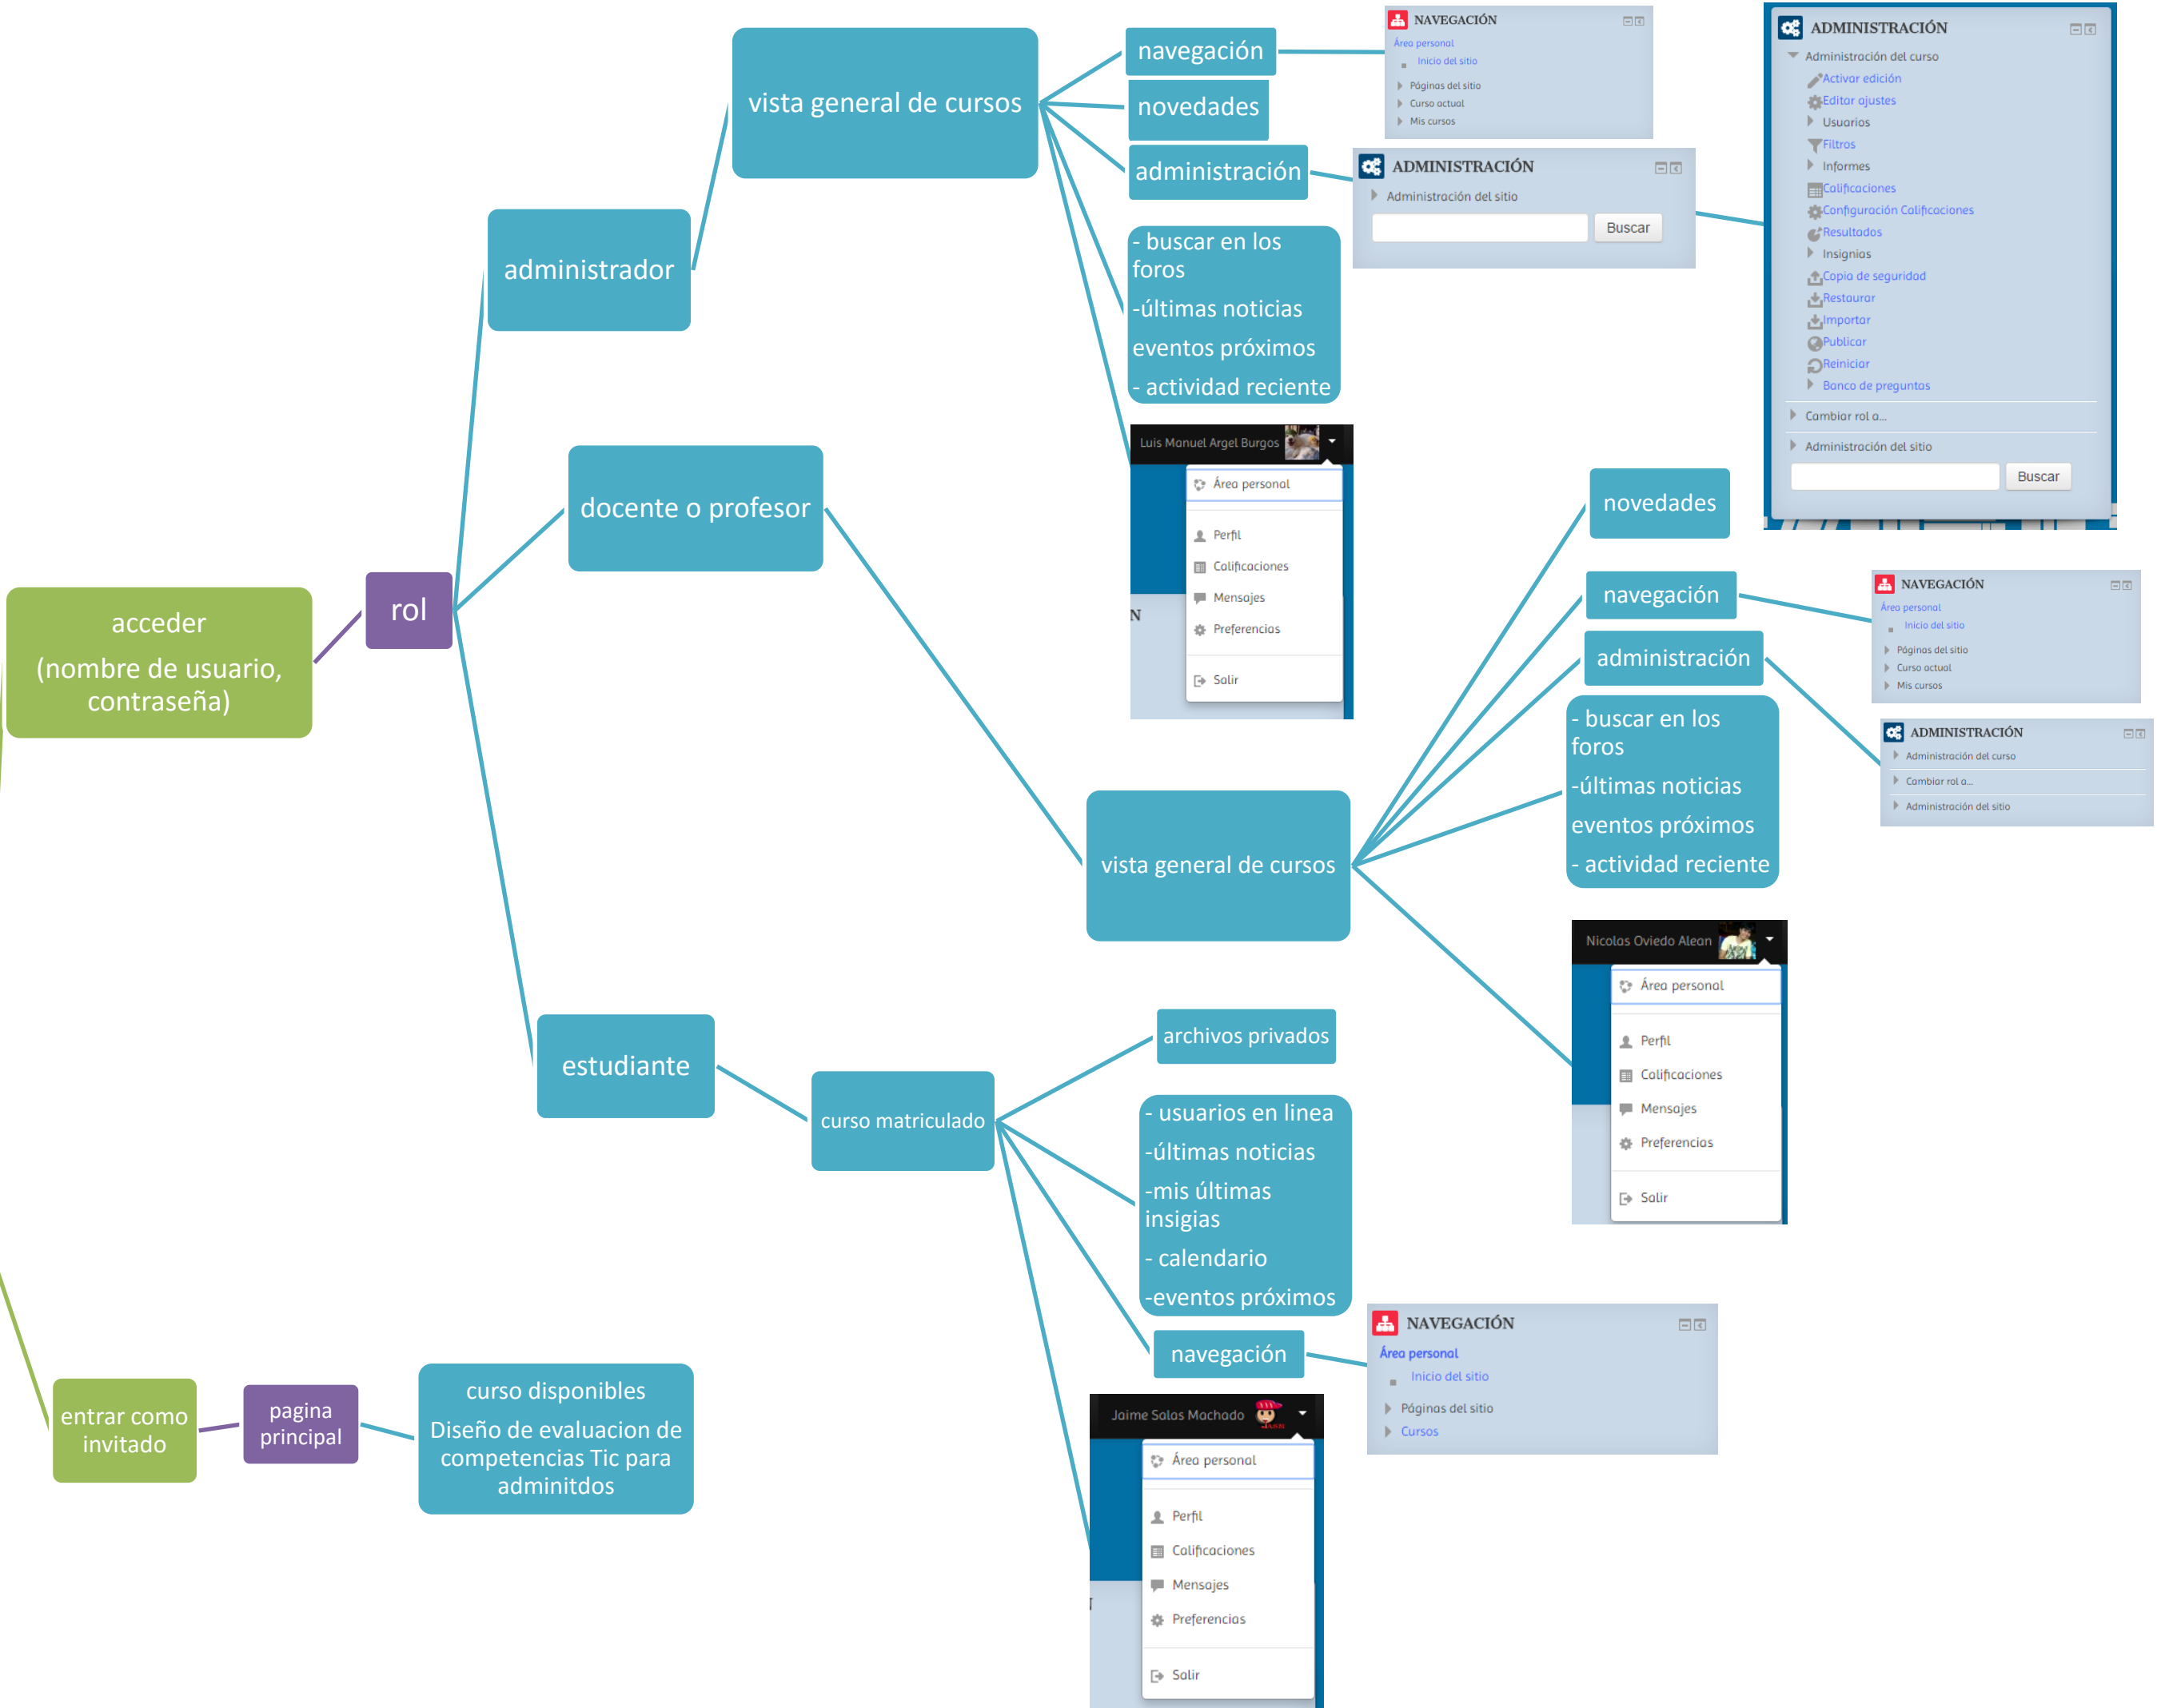 acceder
(nombre de usuario,
contraseña)
rol
administrador
vista general de cursos
navegación
NAVEGACIÓN
Área personal
Inicio del sitio
Páginas del sitio
Curso actual
Mis cursos
novedades
administración
ADMINISTRACIÓN
Administración del sitio
Buscar
ADMINISTRACIÓN
Administración del curso
Activar edición
Editar ajustes
Usuarios
Filtros
Informes
Calificaciones
Configuración Calificaciones
Resultados
Insignias
Copia de seguridad
Restaurar
Importar
Publicar
Reiniciar
Banco de preguntas
Cambiar rol a...
Administración del sitio
Buscar
- buscar en los
foros
-últimas noticias
eventos próximos
- actividad reciente
Luis Manuel Argel Burgos
Área personal
Perfil
Calificaciones
Mensajes
Preferencias
Salir
N
docente o profesor
vista general de cursos
novedades
navegación
NAVEGACIÓN
Área personal
Inicio del sitio
Páginas del sitio
Curso actual
Mis cursos
administración
ADMINISTRACIÓN
Administración del curso
Cambiar rol a...
Administración del sitio
- buscar en los
foros
-últimas noticias
eventos próximos
- actividad reciente
Nicolas Oviedo Alean
Área personal
Perfil
Calificaciones
Mensajes
Preferencias
Salir
estudiante
curso matriculado
archivos privados
- usuarios en linea
-últimas noticias
-mis últimas
insigias
- calendario
-eventos próximos
navegación
NAVEGACIÓN
Área personal
Inicio del sitio
Páginas del sitio
Cursos
Jaime Salas Machado
Área personal
Perfil
Calificaciones
Mensajes
Preferencias
Salir
entrar como
invitado
pagina
principal
curso disponibles
Diseño de evaluacion de
competencias Tic para
adminitdos